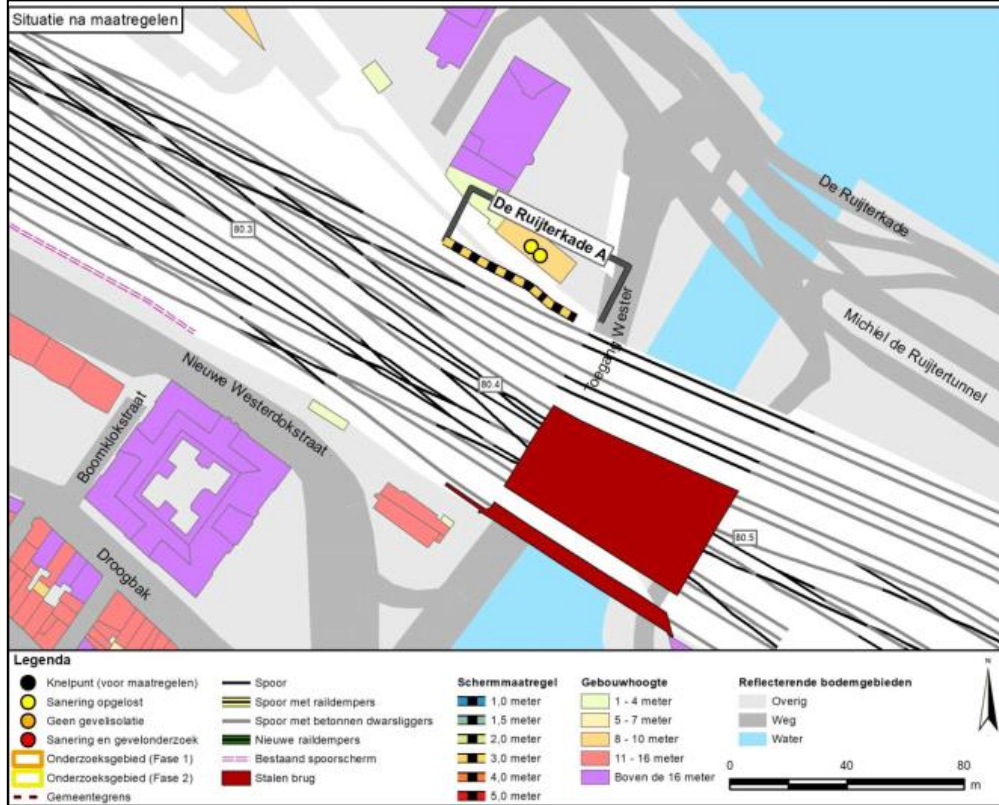 Situatie na maatregelen
De Ruijterkade
De Ruijterkade A
80.3
Toegang Wester
Michiel de Ruijtertunnel
80.4
Nieuwe Westerdokstraat
Boomklokstraat
80.5
Droogbak
Legenda
Knelpunt (voor maatregelen)
Sanering opgelost
Geen gevelisolatie
Sanering en gevelonderzoek
Onderzoeksgebied (Fase 1)
Onderzoeksgebied (Fase 2)
Gemeentegrens
Spoor
Spoor met raildempers
Spoor met betonnen dwarsliggers
Nieuwe raildempers
Bestaand spoorscherm
Stalen brug
Schermmaatregel
1,0 meter
1,5 meter
2,0 meter
3,0 meter
4,0 meter
5,0 meter
Gebouwhoogte
1 - 4 meter
5 - 7 meter
8 - 10 meter
11 - 16 meter
Boven de 16 meter
Reflecterende bodemgebieden
Overig
Weg
Water
N
0 40 80
m